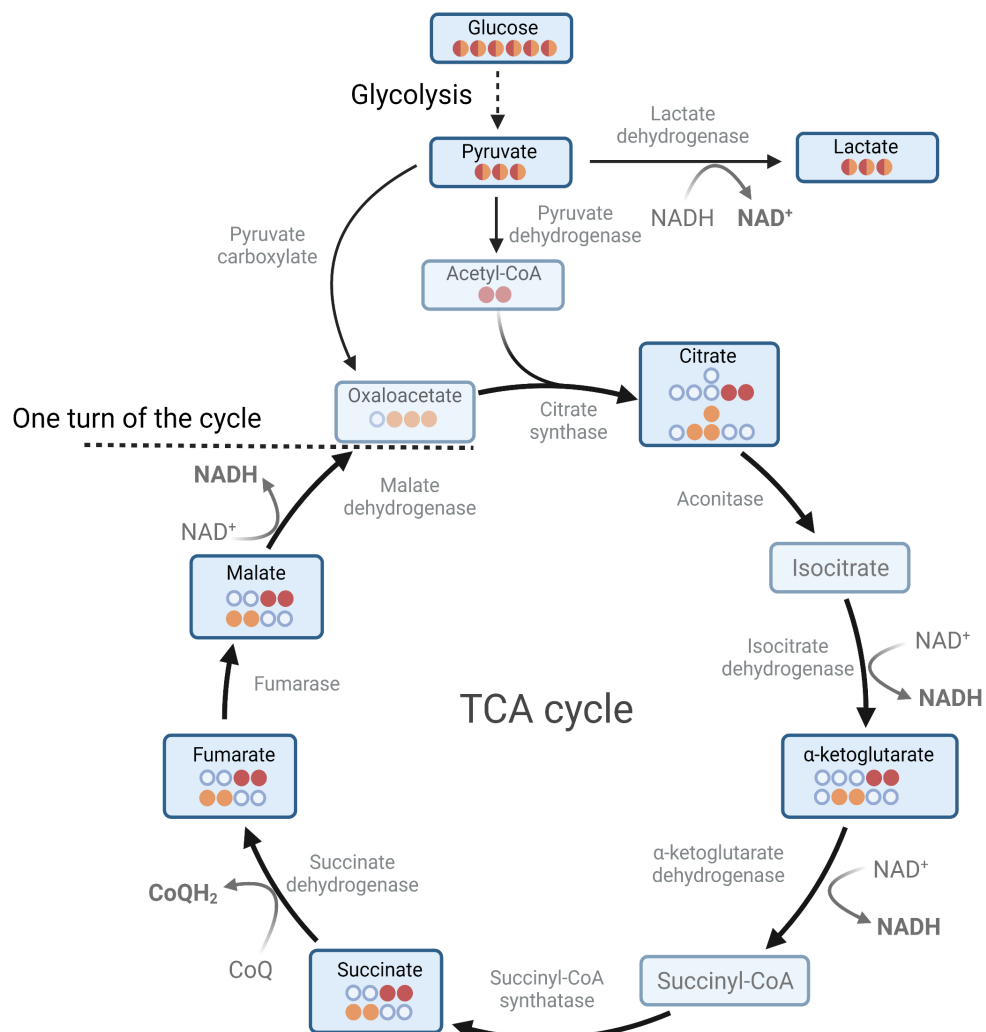 Glucose
Glycolysis
Lactate
dehydrogenase
Pyruvate
Lactate
NADH
NAD⁺
Pyruvate
dehydrogenase
Pyruvate
carboxylate
Acetyl-CoA
Citrate
Oxaloacetate
Citrate
synthase
One turn of the cycle
NADH
NAD⁺
Malate
dehydrogenase
Aconitase
Malate
Isocitrate
Isocitrate
dehydrogenase
NAD⁺
NADH
Fumarase
TCA cycle
Fumarate
α-ketoglutarate
Succinate
dehydrogenase
CoQH₂
CoQ
α-ketoglutarate
dehydrogenase
NAD⁺
NADH
Succinate
Succinyl-CoA
synthatase
Succinyl-CoA